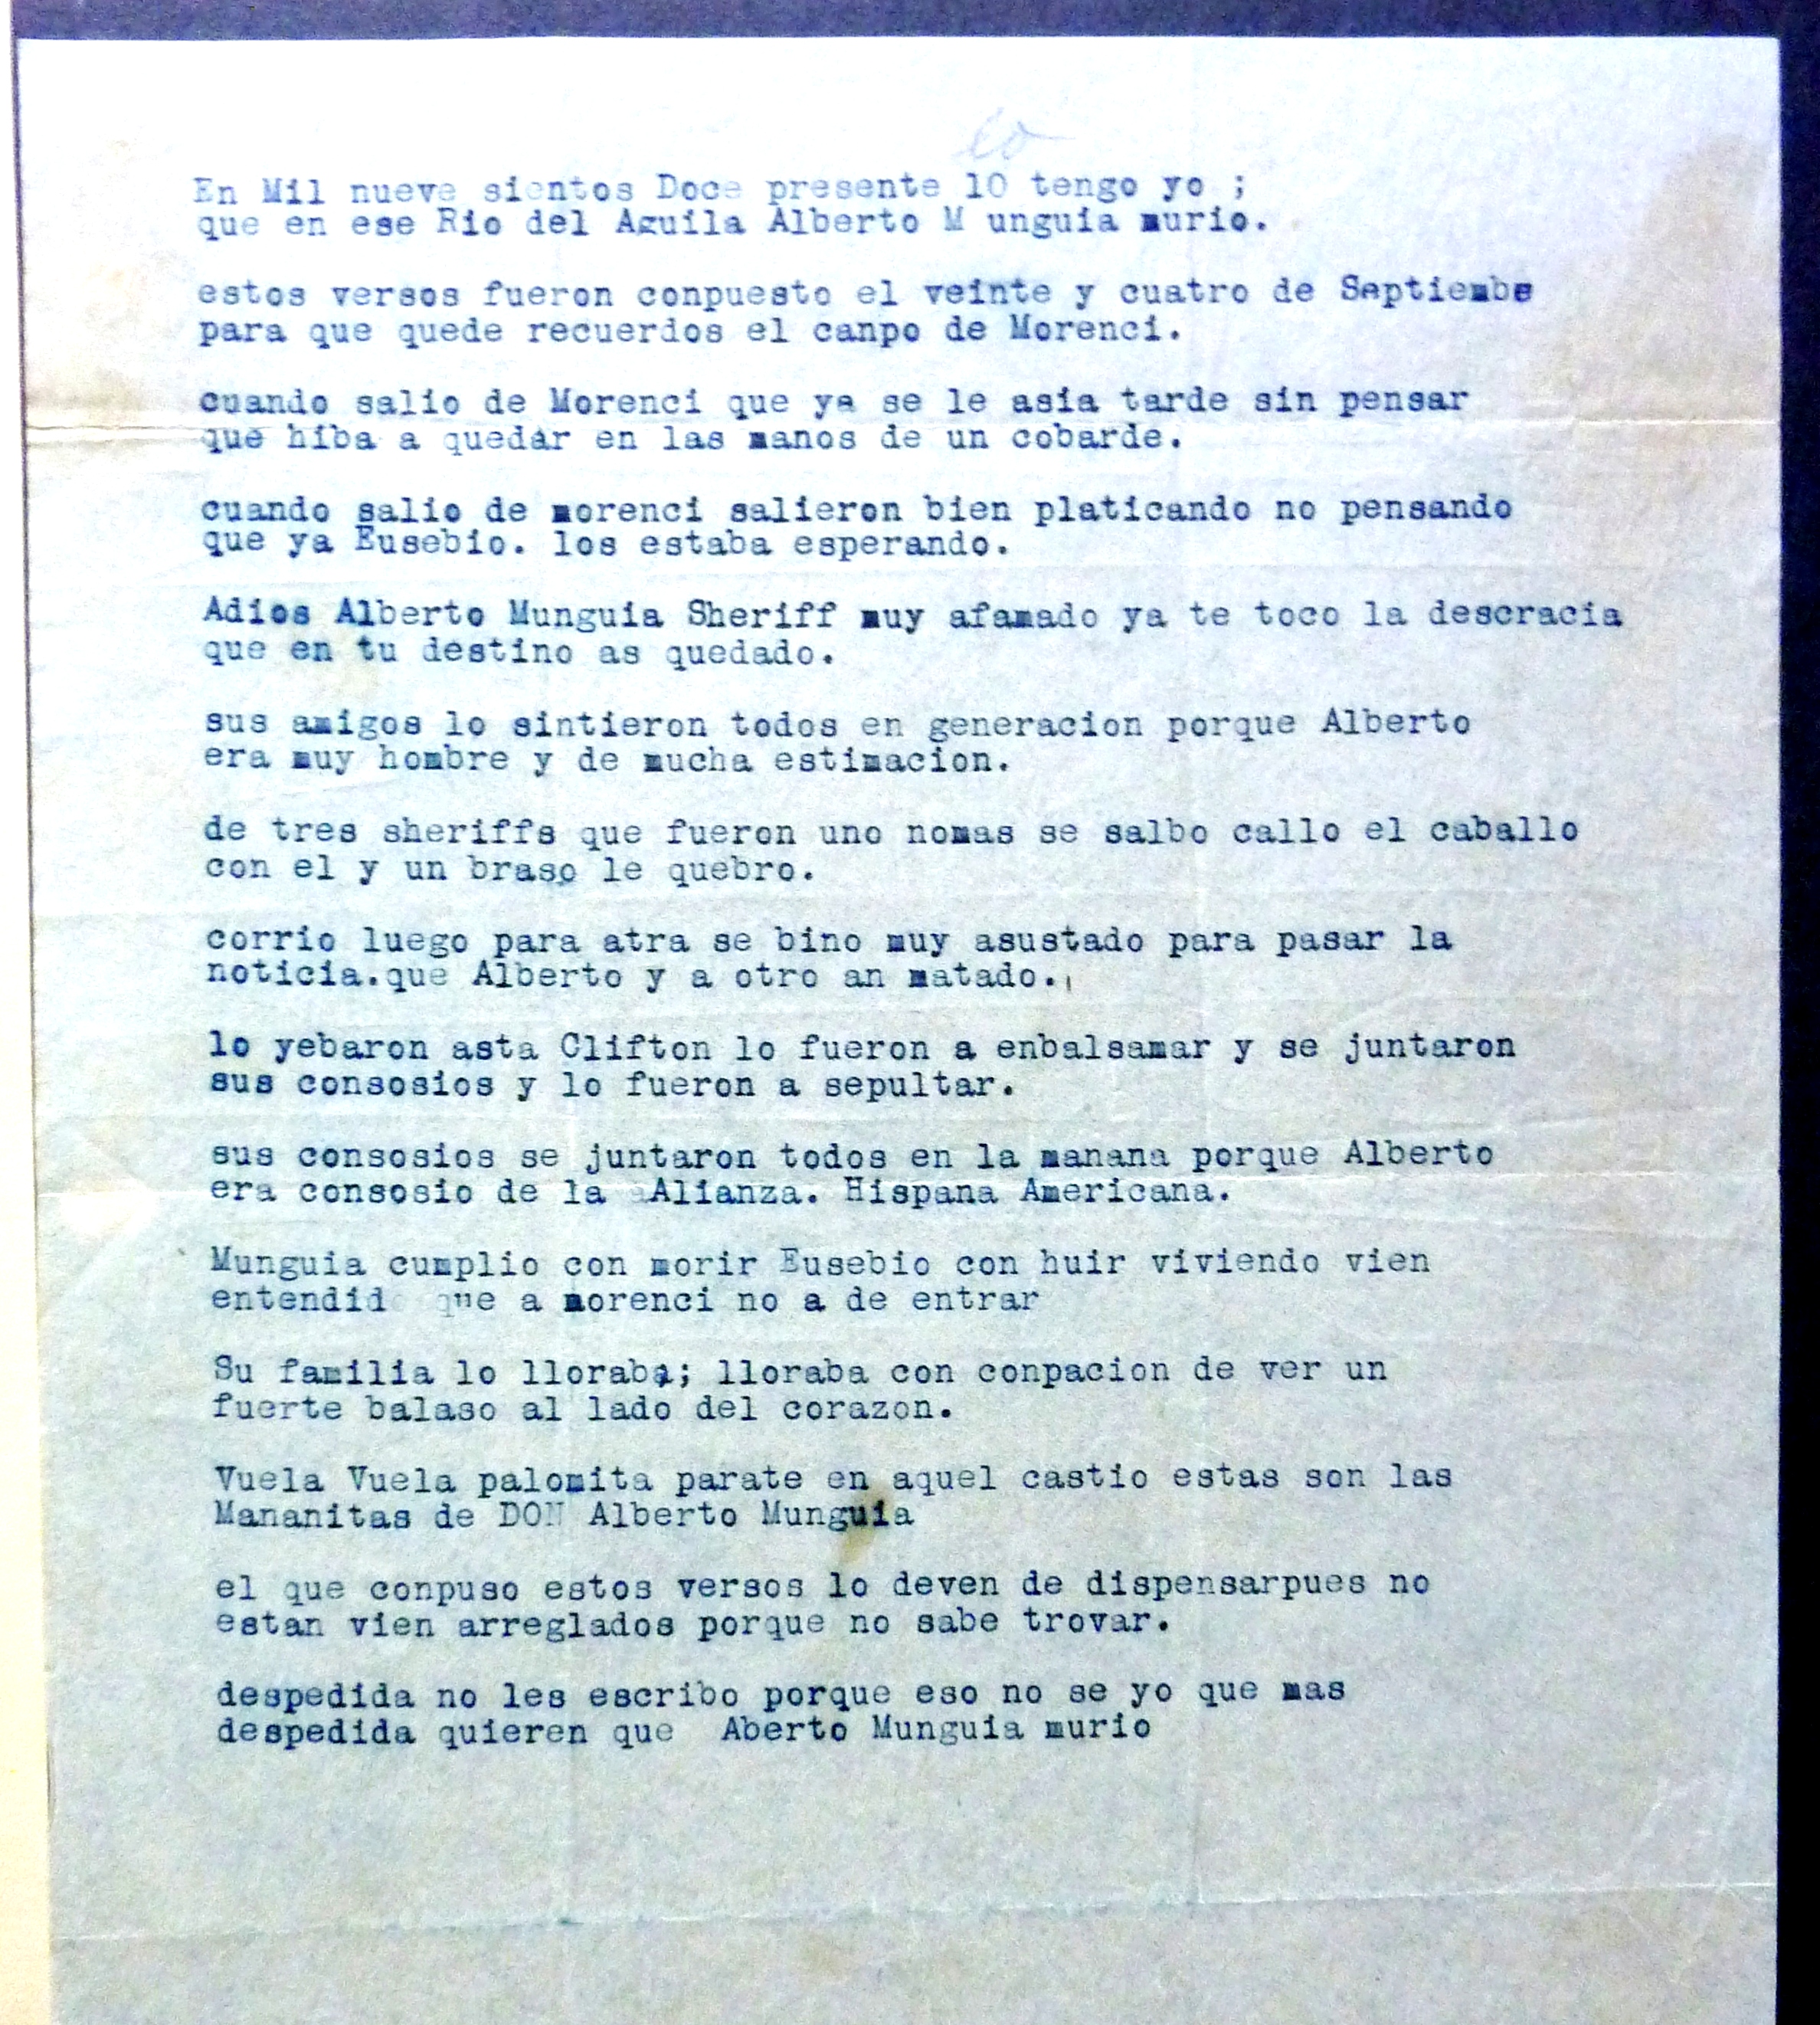 lo
En Mil nueve sientos Doce presente 10 tengo yo ;
que en ese Rio del Aguila Alberto M unguia murio.
estos versos fueron conpuesto el veinte y cuatro de Septiembe
para que quede recuerdos el canpo de Morenci.
cuando salio de Morenci que ya se le asia tarde sin pensar
que hiba a quedar en las manos de un cobarde.
cuando salio de morenci salieron bien platicando no pensando
que ya Eusebio. los estaba esperando.
Adios Alberto Munguia Sheriff muy afamado ya te toco la descracia
que en tu destino as quedado.
sus amigos lo sintieron todos en generacion porque Alberto
era muy hombre y de mucha estimacion.
de tres sheriffs que fueron uno nomas se salbo callo el caballo
con el y un braso le quebro.
corrio luego para atra se bino muy asustado para pasar la
noticia.que Alberto y a otro an matado.
lo yebaron asta Clifton lo fueron a enbalsamar y se juntaron
sus consosios y lo fueron a sepultar.
sus consosios se juntaron todos en la manana porque Alberto
era consosio de la aAlianza. Hispana Americana.
Munguia cumplio con morir Eusebio con huir viviendo vien
entendido que a morenci no a de entrar
Su familia lo lloraba; lloraba con conpacion de ver un
fuerte balaso al lado del corazon.
Vuela Vuela palomita parate en aquel castio estas son las
Mananitas de DON Alberto Munguia
el que conpuso estos versos lo deven de dispensarpues no
estan vien arreglados porque no sabe trovar.
despedida no les escribo porque eso no se yo que mas
despedida quieren que Aberto Munguia murio